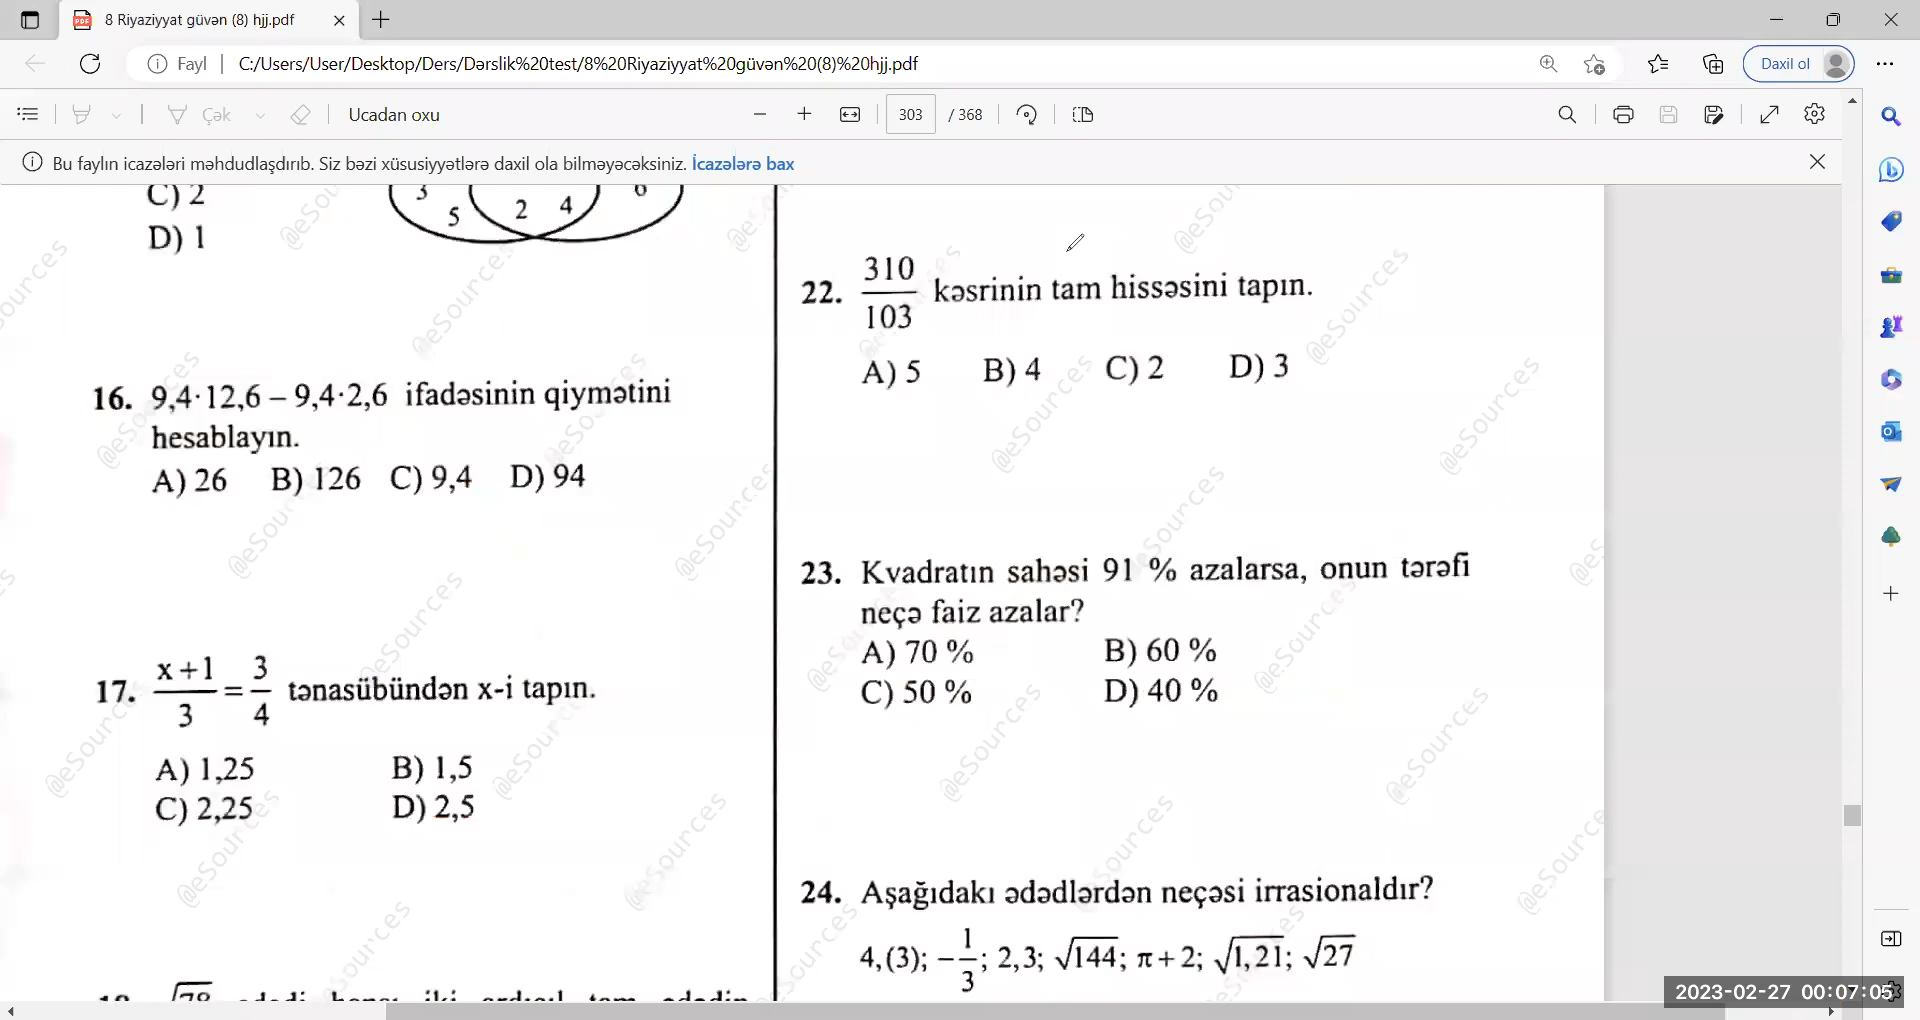 8 Riyaziyyat güvən (8) hjj.pdf
Fayl | C:/Users/User/Desktop/Ders/Dərslik%20test/8%20Riyaziyyat%20güvən%20(8)%20hjj.pdf
Daxil ol
Çək
Ucadan oxu
303 / 368
Bu faylın icazələri məhdudlaşdırıb. Siz bəzi xüsusiyyətlərə daxil ola bilməyəcəksiniz. İcazələrə bax
C) 2
D) 1
3
5
2 4
6
16. 9,4·12,6 – 9,4·2,6 ifadəsinin qiymətini
hesablayın.
A) 26 B) 126 C) 9,4 D) 94
17. (x+1)/3 = 3/4 tənasübündən x-i tapın.
A) 1,25 B) 1,5
C) 2,25 D) 2,5
22. 310/103 kəsrinin tam hissəsini tapın.
A) 5 B) 4 C) 2 D) 3
23. Kvadratın sahəsi 91 % azalarsa, onun tərəfi
neçə faiz azalar?
A) 70 % B) 60 %
C) 50 % D) 40 %
24. Aşağıdakı ədədlərdən neçəsi irrasionaldır?
4,(3); –1/3; 2,3; √144; π+2; √1,21; √27
@eSources
2023-02-27 00:07:05